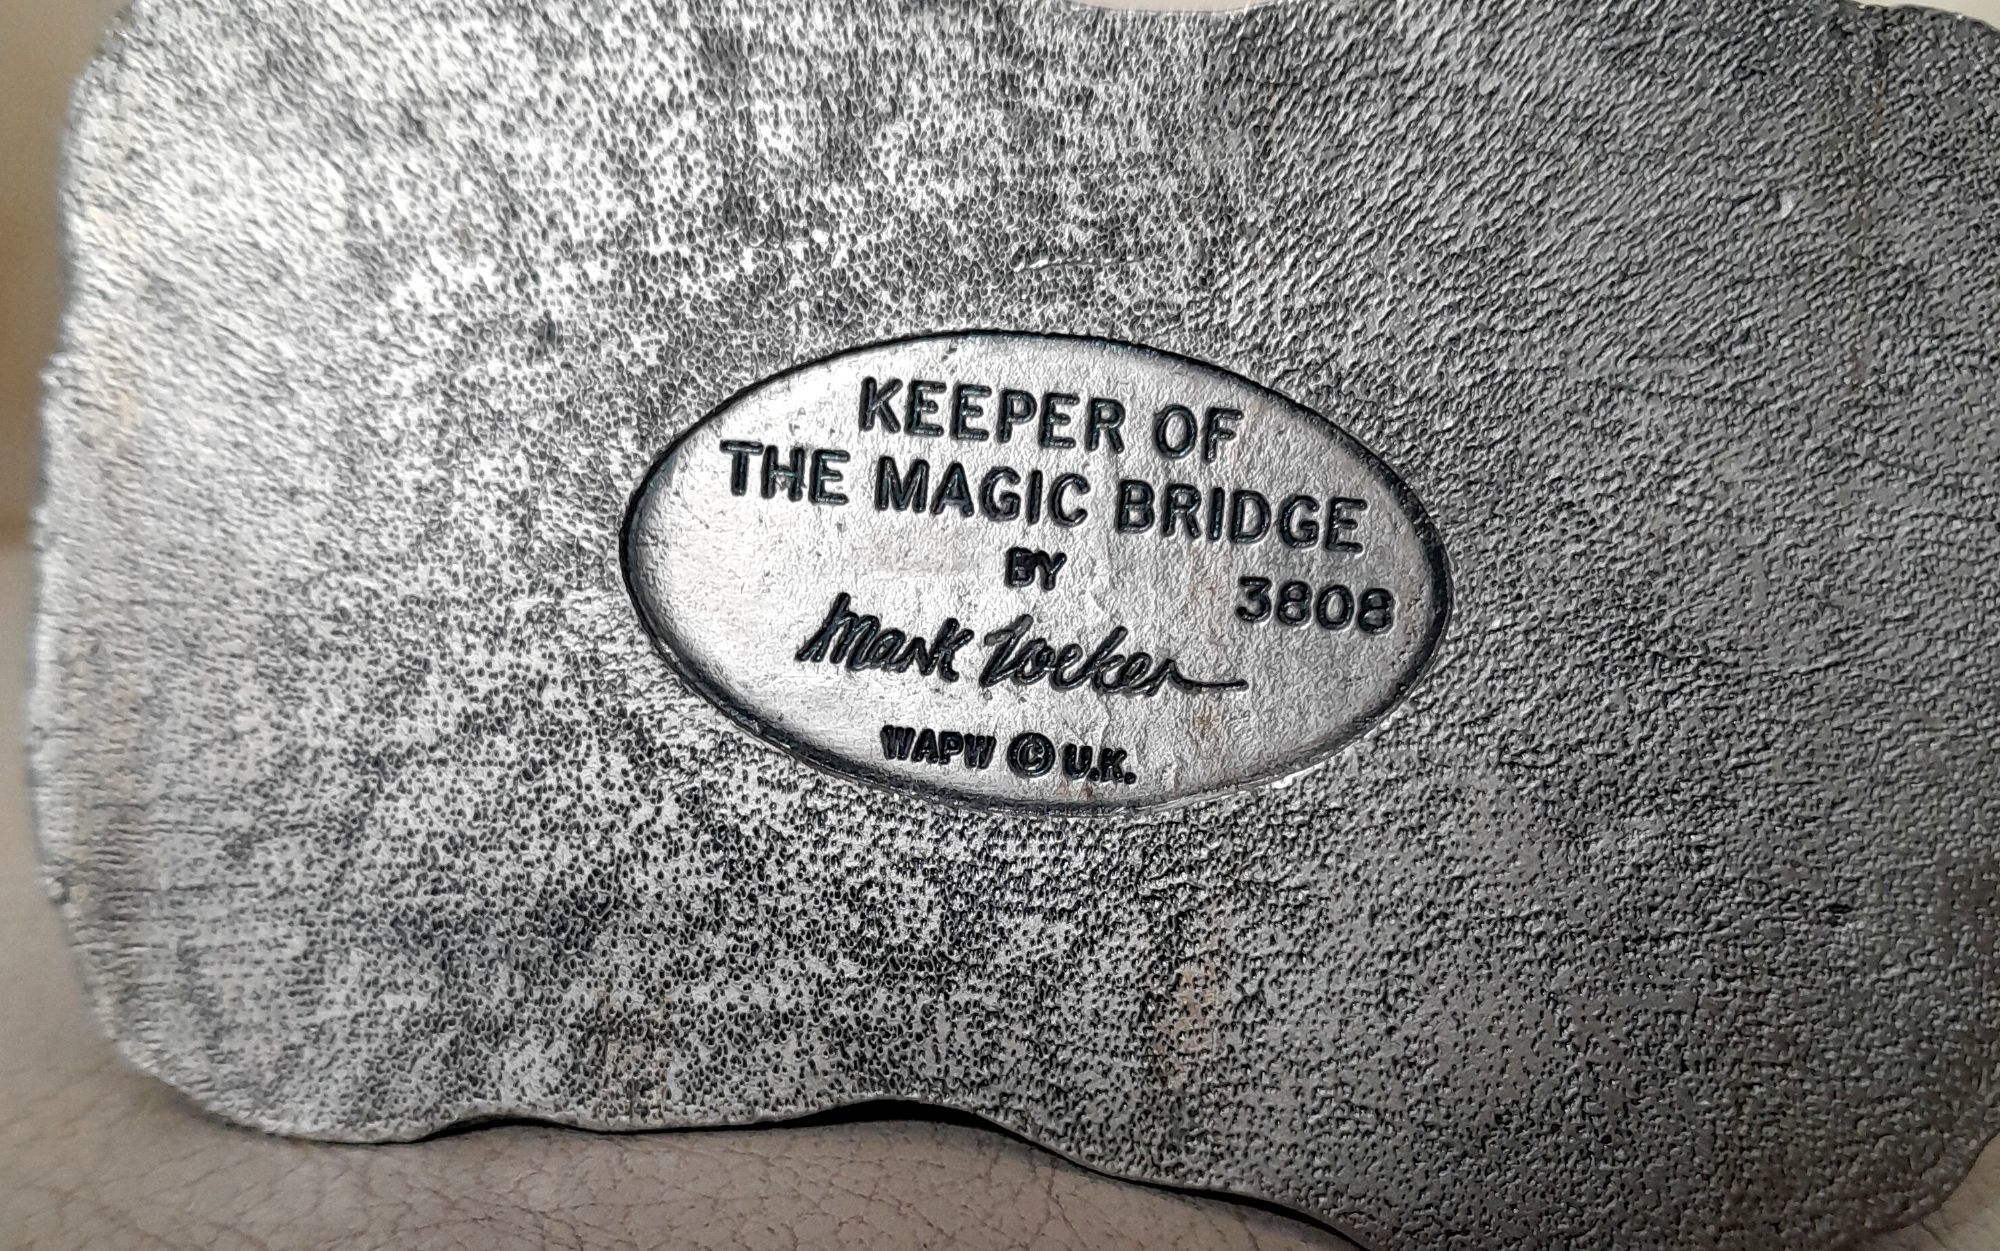 KEEPER OF
THE MAGIC BRIDGE
BY
3808
Mark Locker
WAPW © U.K.